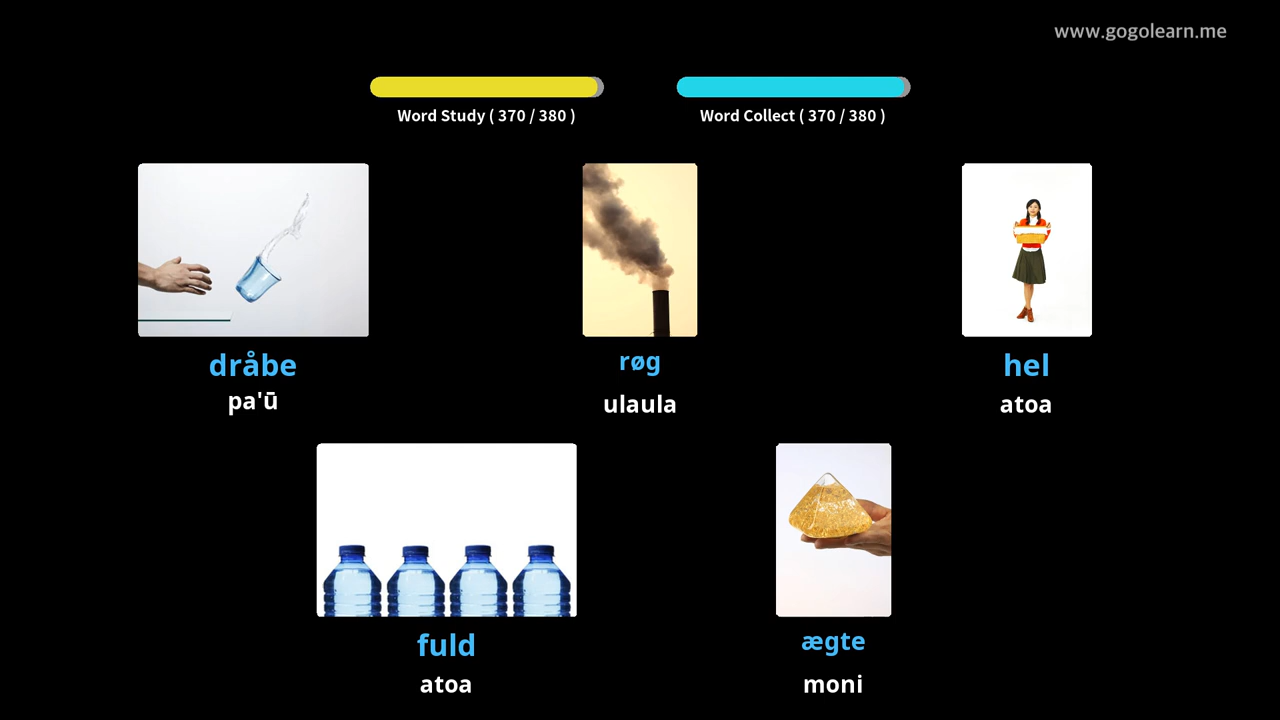 www.gogolearn.me
Word Study ( 370 / 380 )
Word Collect ( 370 / 380 )
dråbe
pa'ū
røg
ulaula
hel
atoa
fuld
atoa
ægte
moni